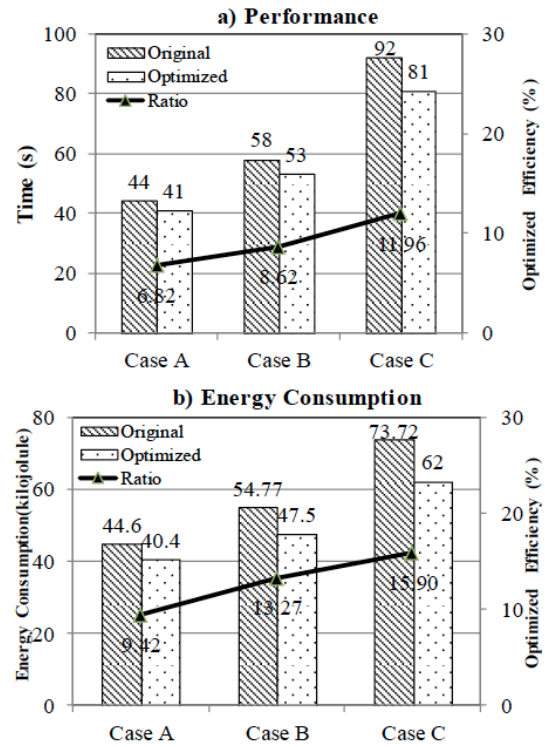 a) Performance
100
80
60
40
20
0
Time (s)
Original
Optimized
Ratio
44
41
58
53
92
81
6.82
8.62
11.96
30
20
10
0
Optimized Efficiency (%)
Case A
Case B
Case C
b) Energy Consumption
80
60
40
20
0
Energy Consumption(kilojolule)
Original
Optimized
Ratio
44.6
40.4
54.77
47.5
73.72
62
9.42
13.27
15.90
30
20
10
0
Optimized Efficiency (%)
Case A
Case B
Case C